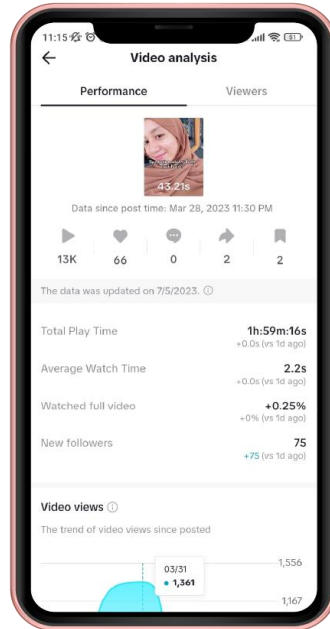 11:15
Video analysis
Performance
Viewers
43.21s
Data since post time: Mar 28, 2023 11:30 PM
13K
66
0
2
2
The data was updated on 7/5/2023.
Total Play Time
1h:59m:16s
+0.0s (vs 1d ago)
Average Watch Time
2.2s
+0.0s (vs 1d ago)
Watched full video
+0.25%
+0% (vs 1d ago)
New followers
75
+75 (vs 1d ago)
Video views
The trend of video views since posted
1,556
03/31
1,361
1,167